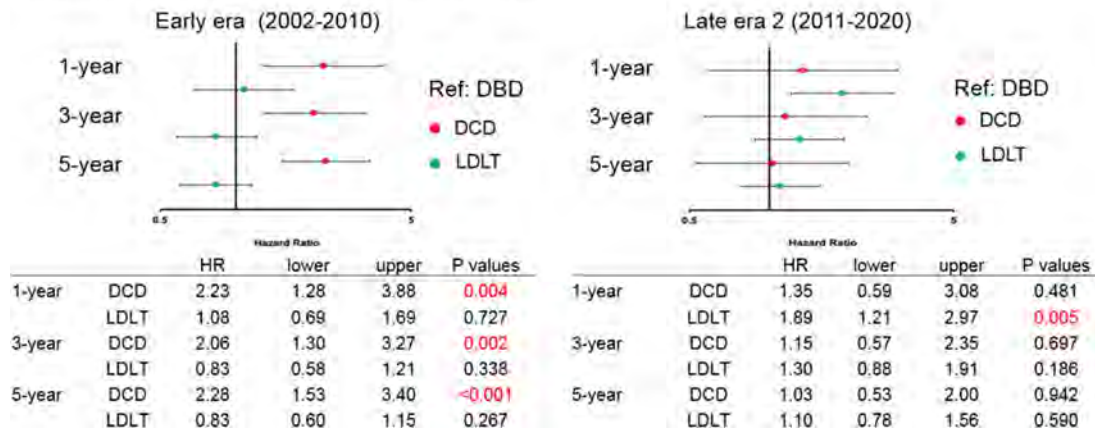 Early era (2002-2010)
1-year
3-year
5-year
Ref: DBD
DCD
LDLT
0.5 5
Hazard Ratio
HR lower upper P values
1-year DCD 2.23 1.28 3.88 0.004
LDLT 1.08 0.69 1.69 0.727
3-year DCD 2.06 1.30 3.27 0.002
LDLT 0.83 0.58 1.21 0.338
5-year DCD 2.28 1.53 3.40 <0.001
LDLT 0.83 0.60 1.15 0.267
Late era 2 (2011-2020)
1-year
3-year
5-year
Ref: DBD
DCD
LDLT
0.5 5
Hazard Ratio
HR lower upper P values
1-year DCD 1.35 0.59 3.08 0.481
LDLT 1.89 1.21 2.97 0.005
3-year DCD 1.15 0.57 2.35 0.697
LDLT 1.30 0.88 1.91 0.186
5-year DCD 1.03 0.53 2.00 0.942
LDLT 1.10 0.78 1.56 0.590